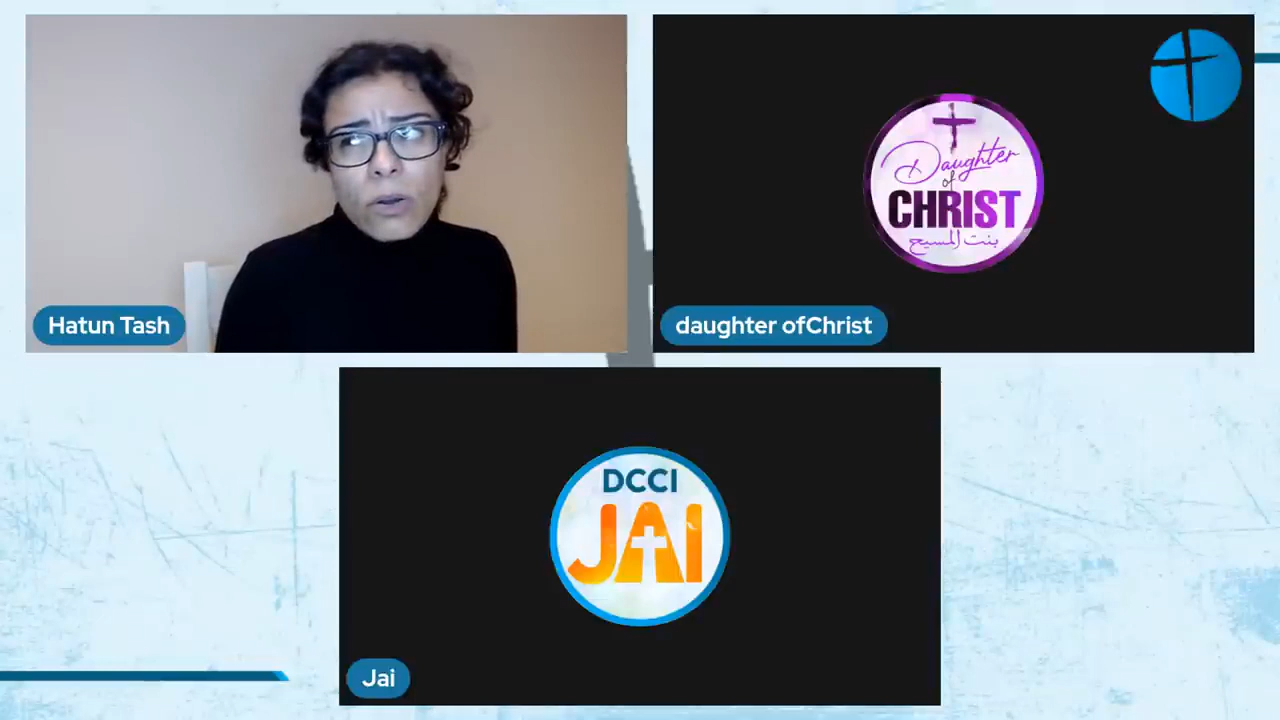 Daughter
of
CHRIST
بنت المسيح
Hatun Tash
daughter ofChrist
DCCI
JAI
Jai